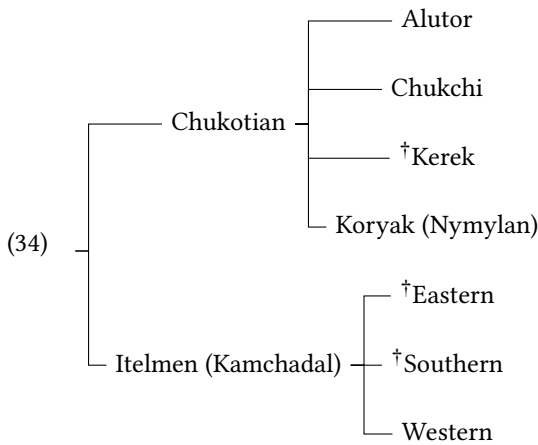 Alutor
Chukchi
Chukotian
†Kerek
Koryak (Nymylan)
(34)
†Eastern
Itelmen (Kamchadal)
†Southern
Western